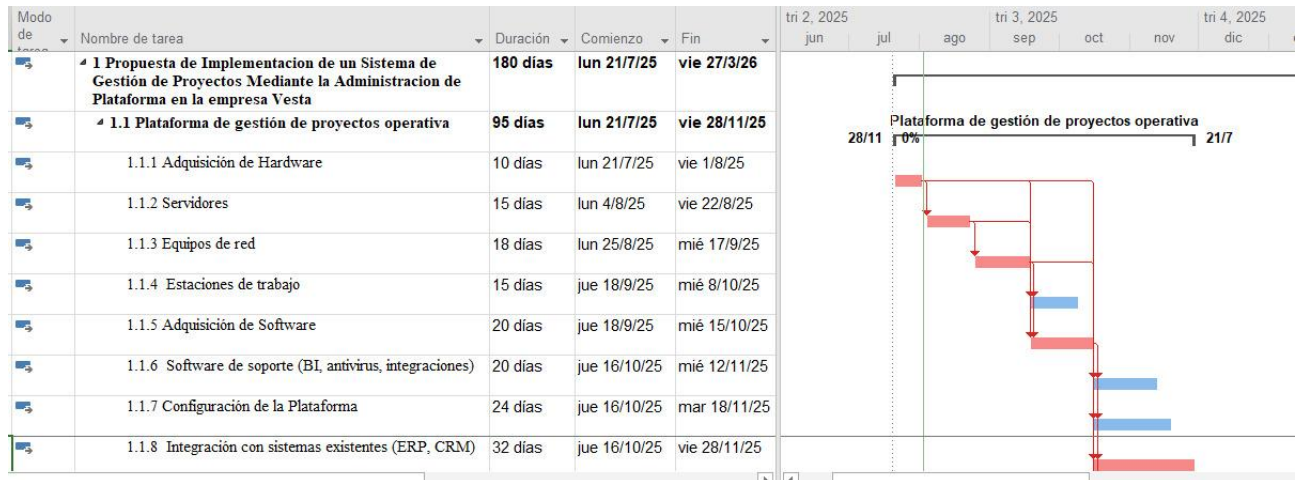 Modo de tarea Nombre de tarea Duración Comienzo Fin
tri 2, 2025 tri 3, 2025 tri 4, 2025
jun jul ago sep oct nov dic
1 Propuesta de Implementacion de un Sistema de 180 días lun 21/7/25 vie 27/3/26
Gestión de Proyectos Mediante la Administracion de
Plataforma en la empresa Vesta
1.1 Plataforma de gestión de proyectos operativa 95 días lun 21/7/25 vie 28/11/25
Plataforma de gestión de proyectos operativa
28/11 0% 21/7
1.1.1 Adquisición de Hardware 10 días lun 21/7/25 vie 1/8/25
1.1.2 Servidores 15 días lun 4/8/25 vie 22/8/25
1.1.3 Equipos de red 18 días lun 25/8/25 mié 17/9/25
1.1.4 Estaciones de trabajo 15 días jue 18/9/25 mié 8/10/25
1.1.5 Adquisición de Software 20 días jue 18/9/25 mié 15/10/25
1.1.6 Software de soporte (BI, antivirus, integraciones) 20 días jue 16/10/25 mié 12/11/25
1.1.7 Configuración de la Plataforma 24 días jue 16/10/25 mar 18/11/25
1.1.8 Integración con sistemas existentes (ERP, CRM) 32 días jue 16/10/25 vie 28/11/25